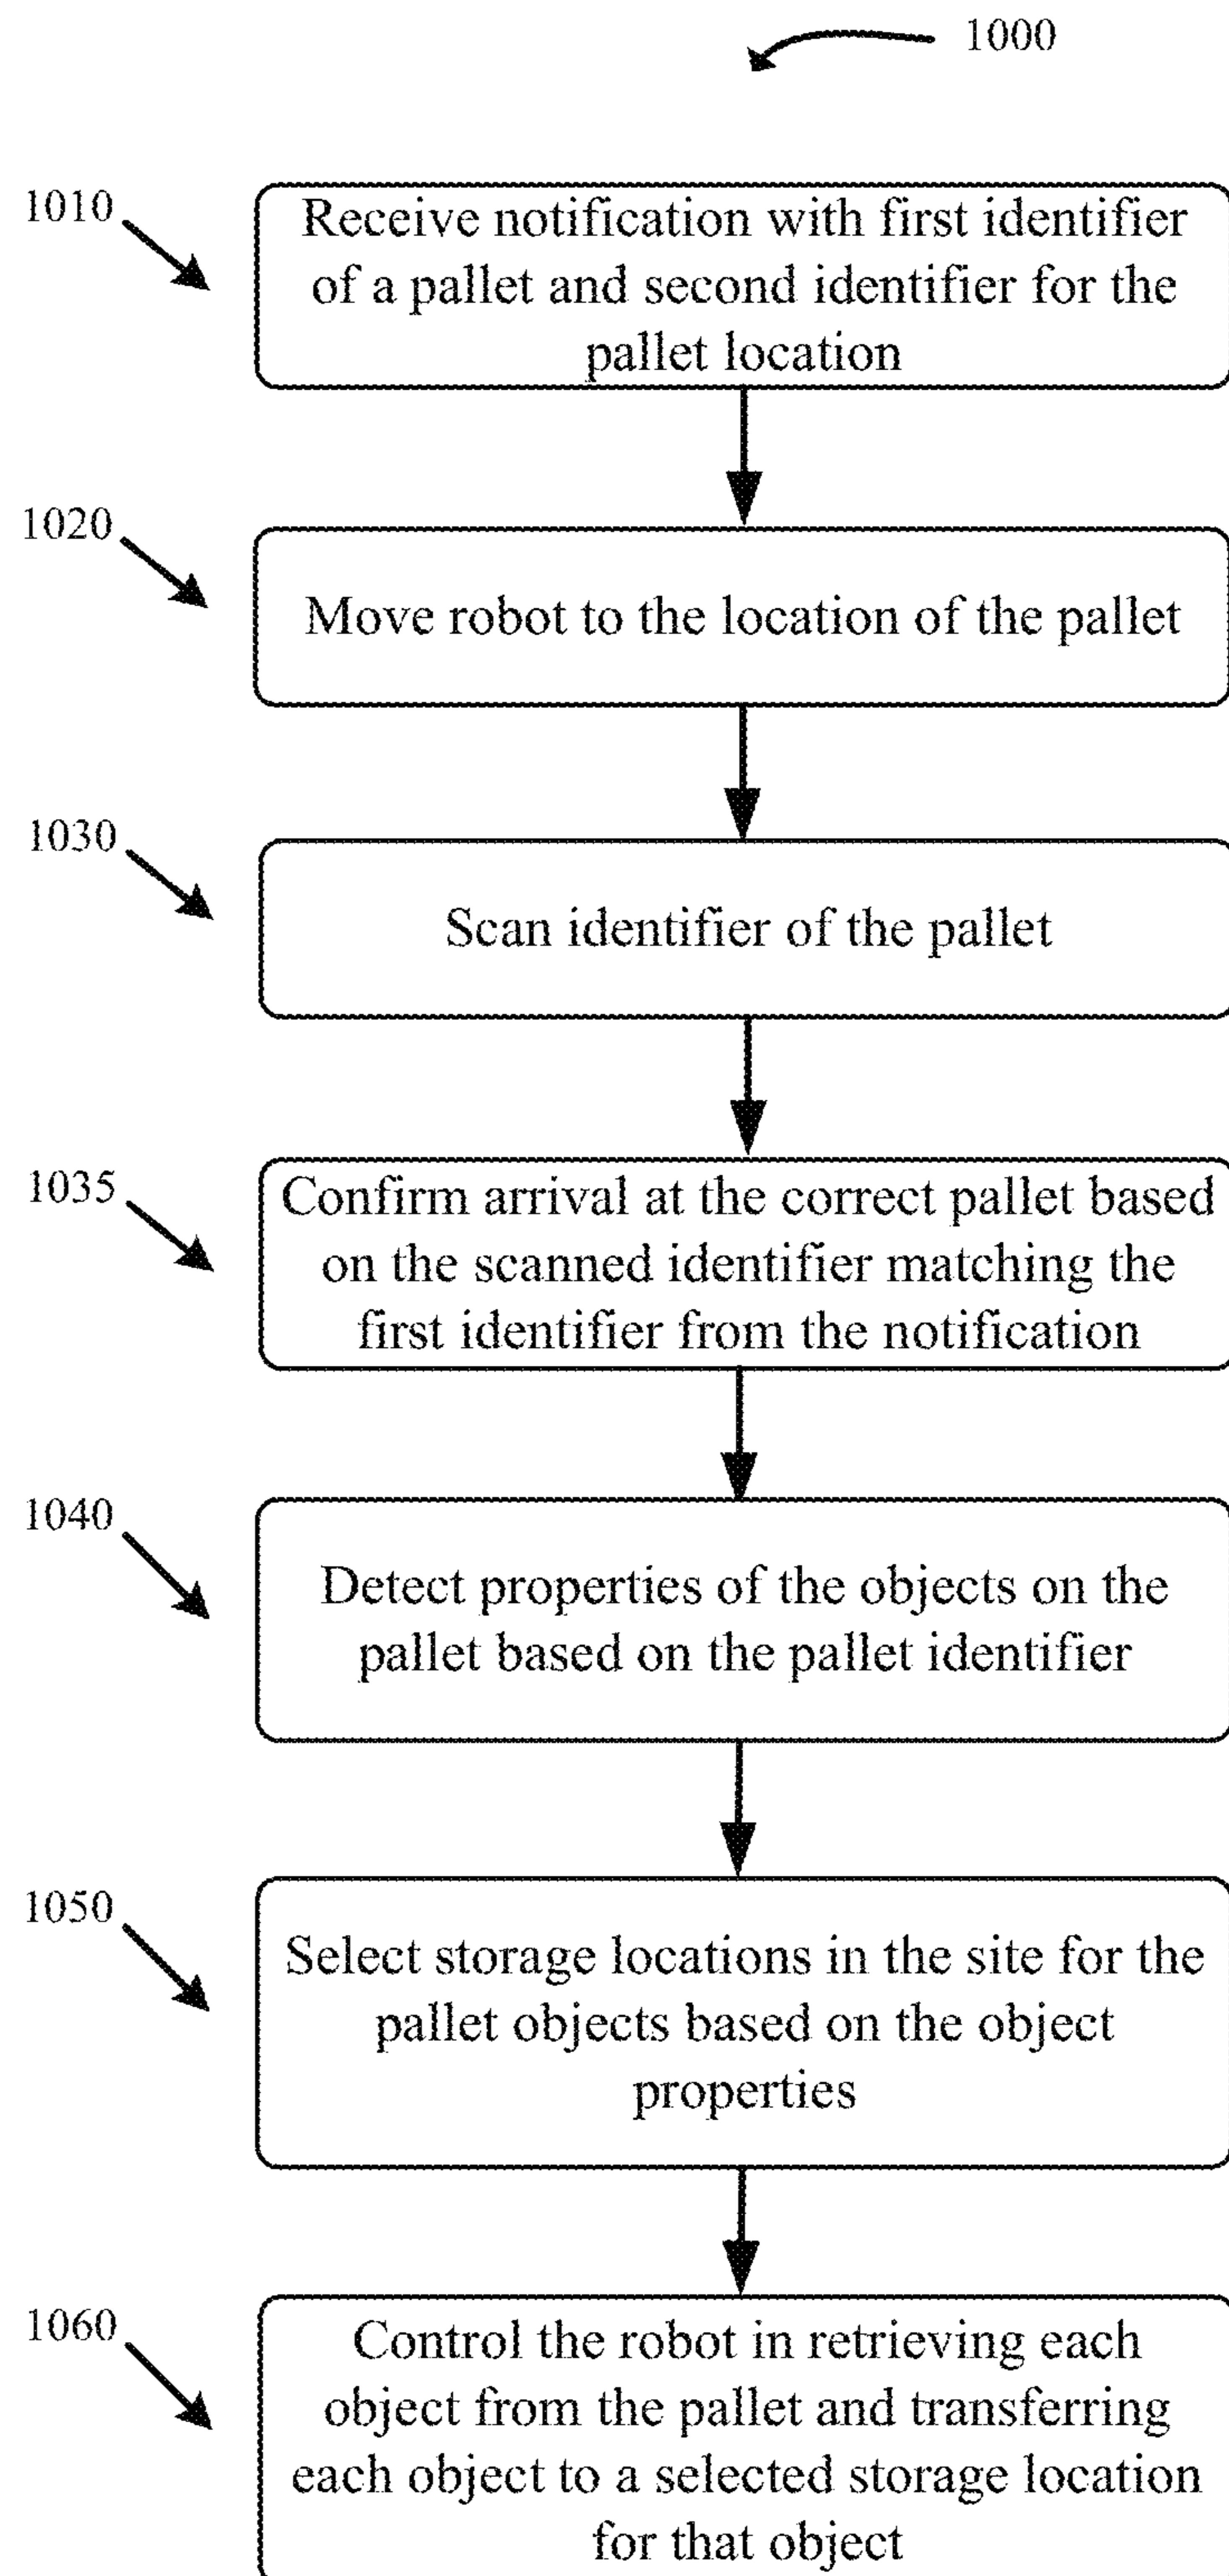 1000
1010
Receive notification with first identifier
of a pallet and second identifier for the
pallet location
1020
Move robot to the location of the pallet
1030
Scan identifier of the pallet
1035
Confirm arrival at the correct pallet based
on the scanned identifier matching the
first identifier from the notification
1040
Detect properties of the objects on the
pallet based on the pallet identifier
1050
Select storage locations in the site for the
pallet objects based on the object
properties
1060
Control the robot in retrieving each
object from the pallet and transferring
each object to a selected storage location
for that object